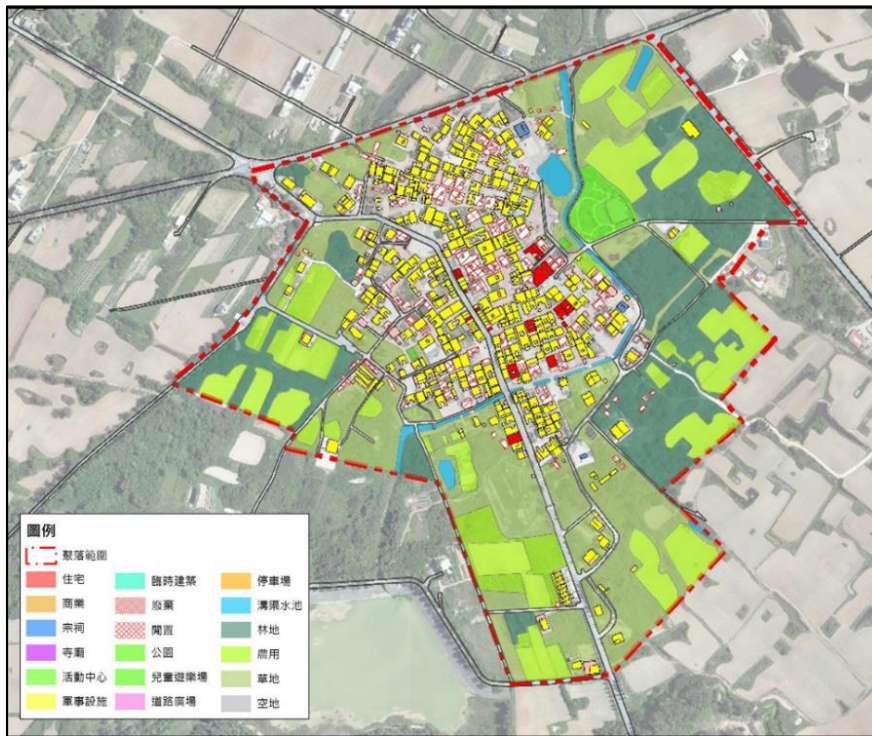 圖例
聚落範圍
住宅
商業
宗祠
寺廟
活動中心
軍事設施
臨時建築
廢棄
閒置
公園
兒童遊樂場
道路廣場
停車場
溝渠水池
林地
農用
草地
空地